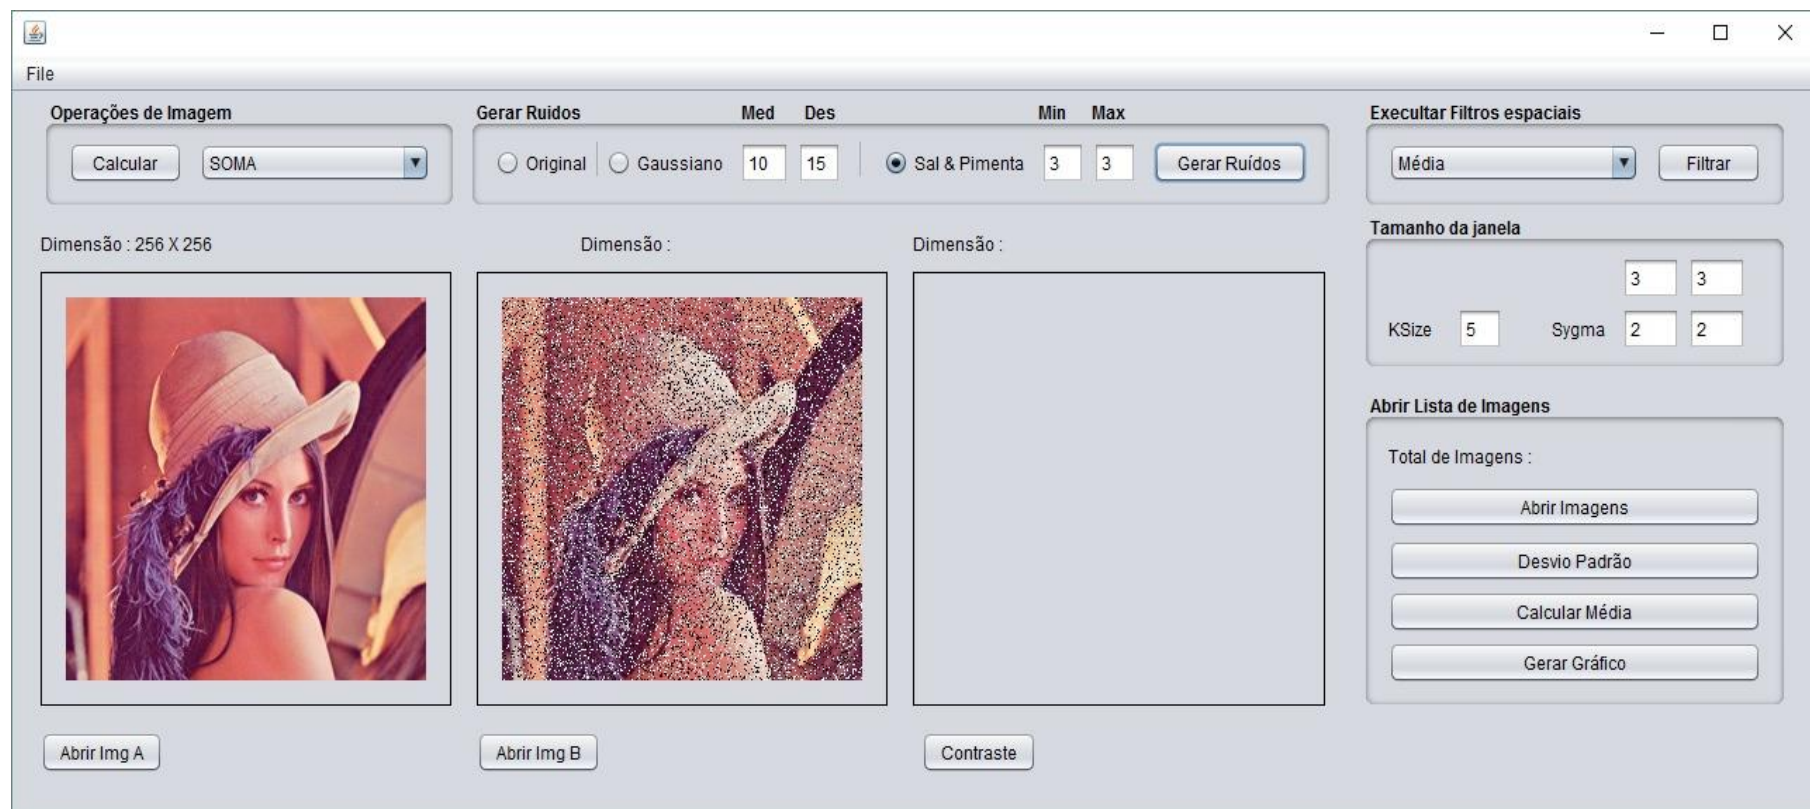 File
Operações de Imagem
Calcular SOMA
Gerar Ruidos Med Des Min Max
Original Gaussiano 10 15 Sal & Pimenta 3 3 Gerar Ruídos
Execultar Filtros espaciais
Média Filtrar
Dimensão : 256 X 256
Dimensão :
Dimensão :
Tamanho da janela
3 3
KSize 5 Sygma 2 2
Abrir Lista de Imagens
Total de Imagens :
Abrir Imagens
Desvio Padrão
Calcular Média
Gerar Gráfico
Abrir Img A
Abrir Img B
Contraste